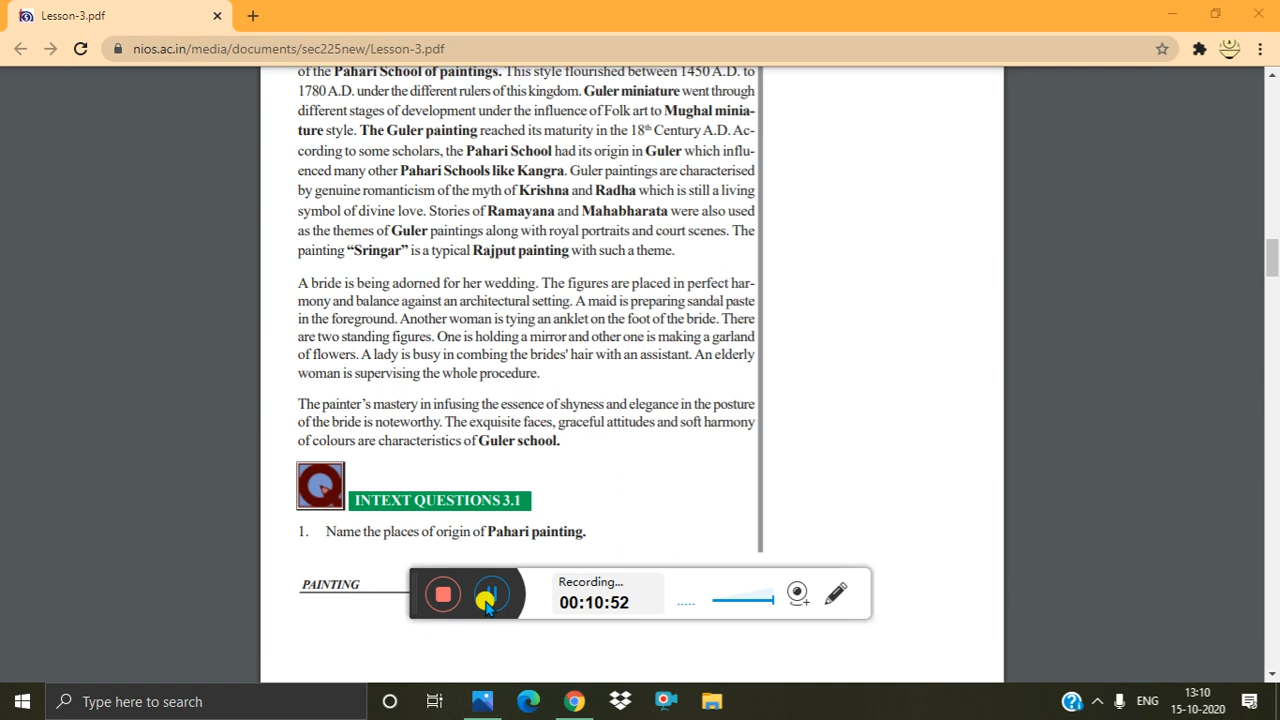 Lesson-3.pdf
nios.ac.in/media/documents/sec225new/Lesson-3.pdf
of the Pahari School of paintings. This style flourished between 1450 A.D. to
1780 A.D. under the different rulers of this kingdom. Guler miniature went through
different stages of development under the influence of Folk art to Mughal minia-
ture style. The Guler painting reached its maturity in the 18th Century A.D. Ac-
cording to some scholars, the Pahari School had its origin in Guler which influ-
enced many other Pahari Schools like Kangra. Guler paintings are characterised
by genuine romanticism of the myth of Krishna and Radha which is still a living
symbol of divine love. Stories of Ramayana and Mahabharata were also used
as the themes of Guler paintings along with royal portraits and court scenes. The
painting “Sringar” is a typical Rajput painting with such a theme.
A bride is being adorned for her wedding. The figures are placed in perfect har-
mony and balance against an architectural setting. A maid is preparing sandal paste
in the foreground. Another woman is tying an anklet on the foot of the bride. There
are two standing figures. One is holding a mirror and other one is making a garland
of flowers. A lady is busy in combing the brides' hair with an assistant. An elderly
woman is supervising the whole procedure.
The painter’s mastery in infusing the essence of shyness and elegance in the posture
of the bride is noteworthy. The exquisite faces, graceful attitudes and soft harmony
of colours are characteristics of Guler school.
INTEXT QUESTIONS 3.1
1. Name the places of origin of Pahari painting.
PAINTING
Recording...
00:10:52
Type here to search
ENG
13:10
15-10-2020